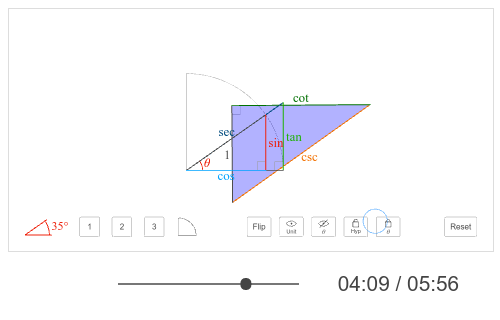 cot
sec
sin
tan
1
θ
csc
cos
35°
1
2
3
Flip
Unit
θ
Hyp
θ
Reset
04:09 / 05:56